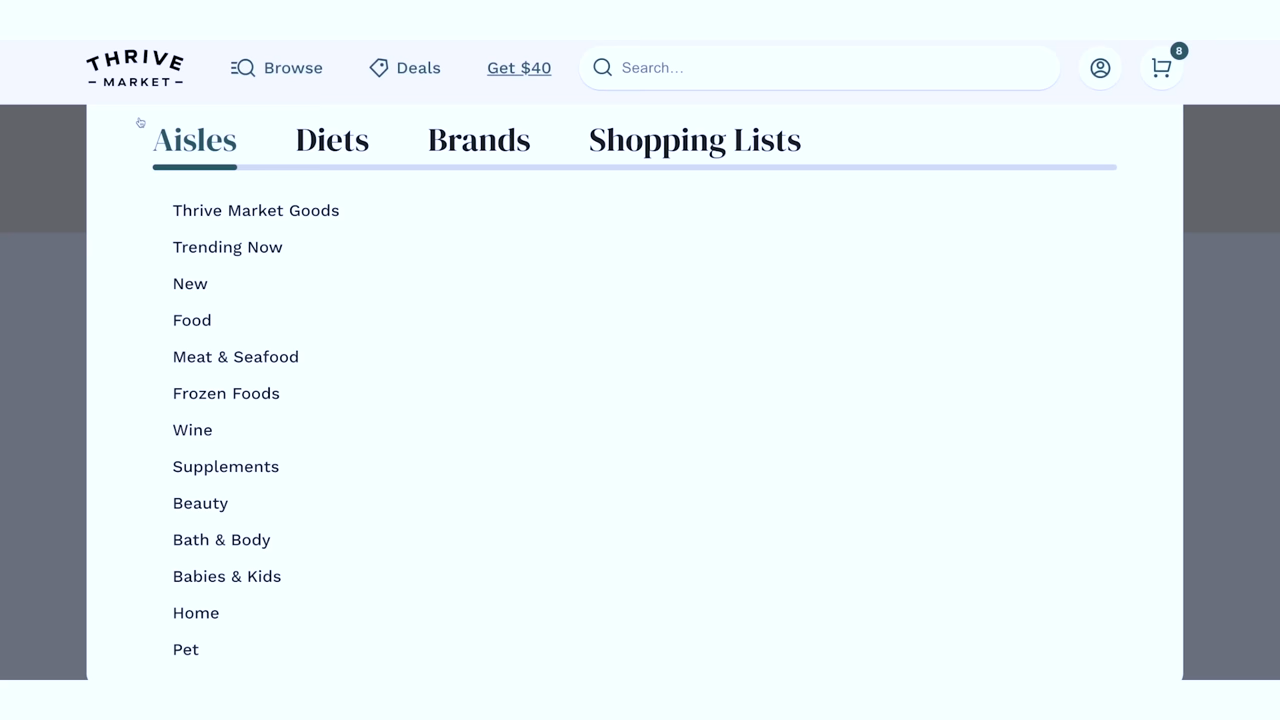 THRIVE
MARKET
Browse
Deals
Get $40
Search...
8
Aisles
Diets
Brands
Shopping Lists
Thrive Market Goods
Trending Now
New
Food
Meat & Seafood
Frozen Foods
Wine
Supplements
Beauty
Bath & Body
Babies & Kids
Home
Pet